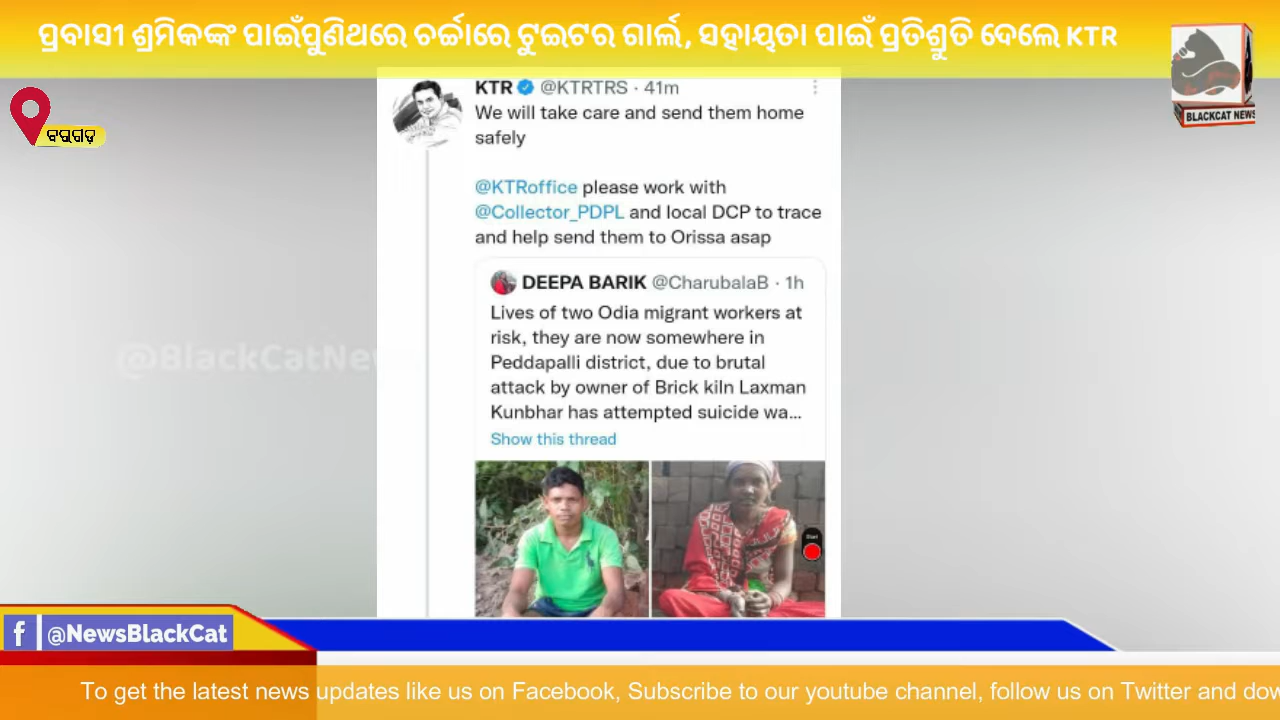 ପ୍ରବାସୀ ଶ୍ରମିକଙ୍କ ପାଇଁପୁଣିଥରେ ଚର୍ଚ୍ଚାରେ ଟୁଇଟର ଗାର୍ଲ, ସହାୟତା ପାଇଁ ପ୍ରତିଶ୍ରୁତି ଦେଲେ KTR
BLACKCAT NEWS
ବରଗଡ଼
KTR @KTRTRS · 41m
We will take care and send them home
safely
@KTRoffice please work with
@Collector_PDPL and local DCP to trace
and help send them to Orissa asap
DEEPA BARIK @CharubalaB · 1h
Lives of two Odia migrant workers at
risk, they are now somewhere in
Peddapalli district, due to brutal
attack by owner of Brick kiln Laxman
Kunbhar has attempted suicide wa...
Show this thread
@BlackCatNew
f @NewsBlackCat
To get the latest news updates like us on Facebook, Subscribe to our youtube channel, follow us on Twitter and dow